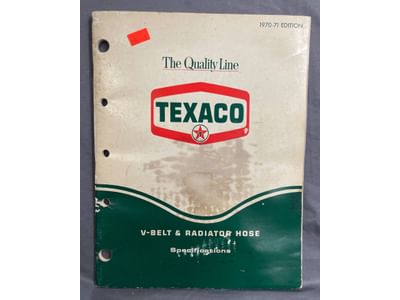 1970-71 EDITION
The Quality Line
TEXACO
T
®
V-BELT & RADIATOR HOSE
Specifications